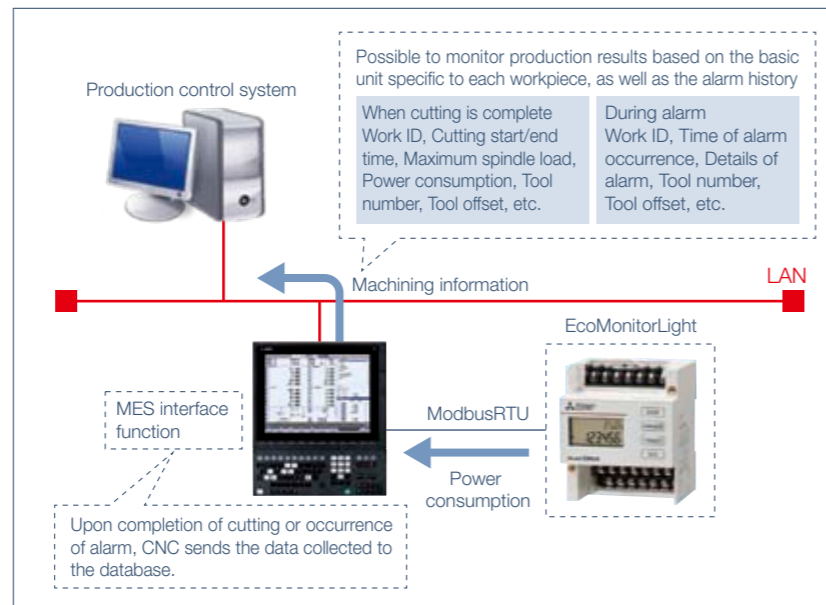 Possible to monitor production results based on the basic
unit specific to each workpiece, as well as the alarm history
Production control system
When cutting is complete
Work ID, Cutting start/end
time, Maximum spindle load,
Power consumption, Tool
number, Tool offset, etc.
During alarm
Work ID, Time of alarm
occurrence, Details of
alarm, Tool number,
Tool offset, etc.
Machining information
LAN
EcoMonitorLight
MES interface
function
ModbusRTU
Power
consumption
Upon completion of cutting or occurrence
of alarm, CNC sends the data collected to
the database.